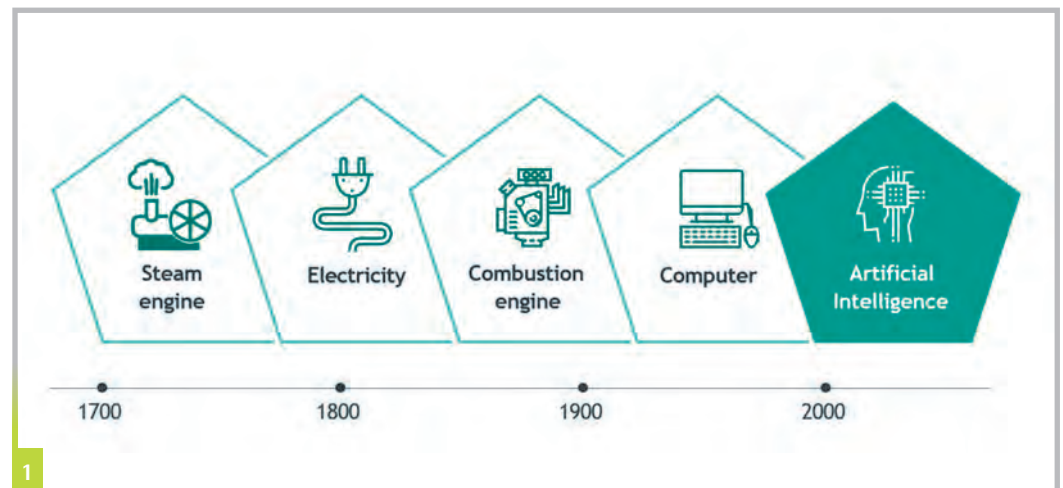 Steam
engine
Electricity
Combustion
engine
Computer
Artificial
Intelligence
1700
1800
1900
2000
1